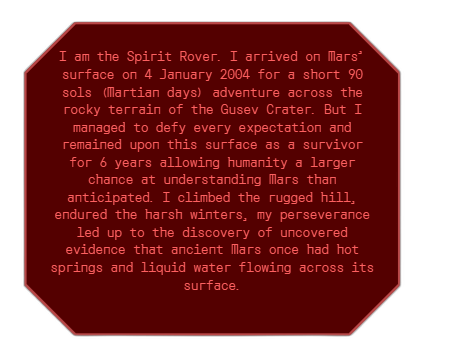 I am the Spirit Rover. I arrived on Mars'
surface on 4 January 2004 for a short 90
sols (Martian days) adventure across the
rocky terrain of the Gusev Crater. But I
managed to defy every expectation and
remained upon this surface as a survivor
for 6 years allowing humanity a larger
chance at understanding Mars than
anticipated. I climbed the rugged hill,
endured the harsh winters, my perseverance
led up to the discovery of uncovered
evidence that ancient Mars once had hot
springs and liquid water flowing across its
surface.